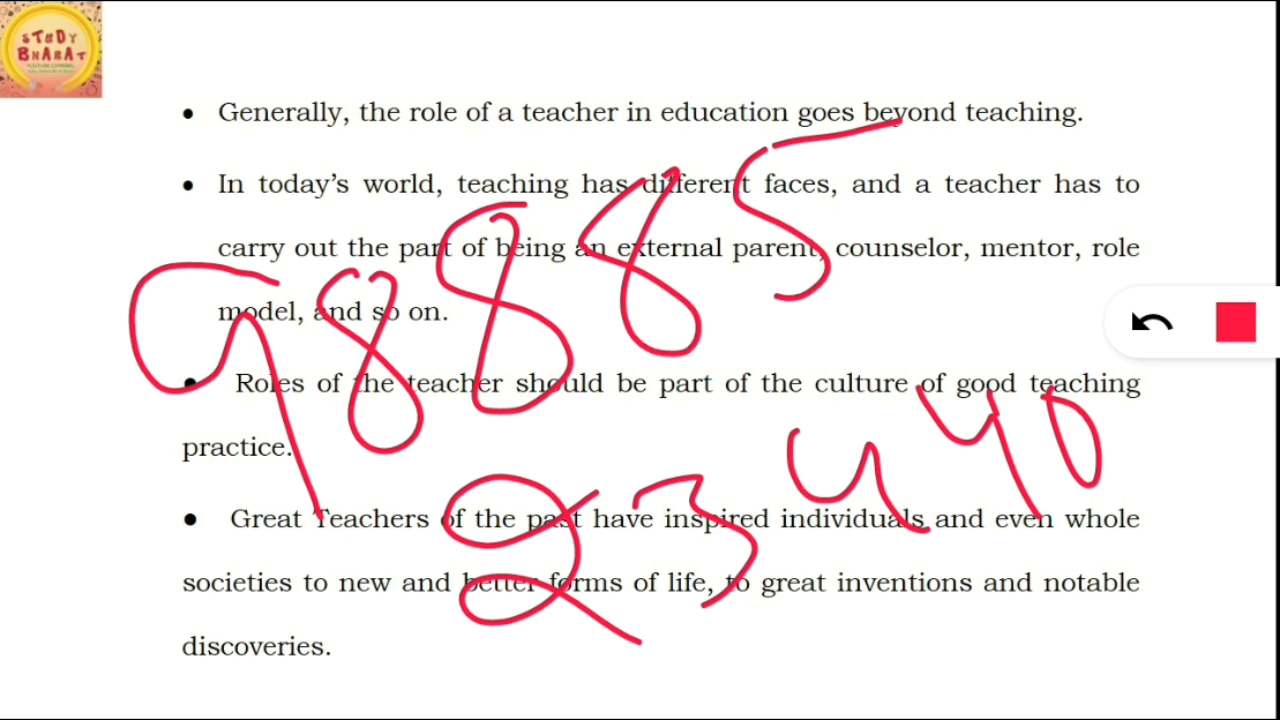 STUDY
BHARAT
YOUTUBE CHANNEL
• Generally, the role of a teacher in education goes beyond teaching.
• In today’s world, teaching has different faces, and a teacher has to
carry out the part of being an external parent, counselor, mentor, role
model, and so on.
• Roles of the teacher should be part of the culture of good teaching
practice.
• Great Teachers of the past have inspired individuals and even whole
societies to new and better forms of life, to great inventions and notable
discoveries.
98885
23440